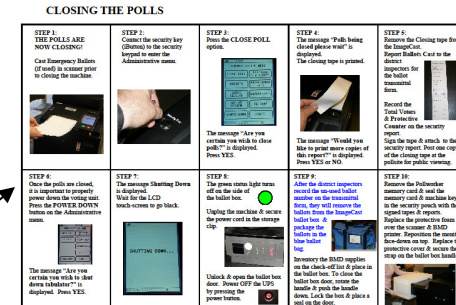 CLOSING THE POLLS
STEP 1:
THE POLLS ARE
NOW CLOSING!
Cast Emergency Ballots
(if used) in scanner prior
to closing the machine.
STEP 2:
Contact the security key
(iButton) to the security
keypad to enter the
Administrative menu.
STEP 3:
Press the CLOSE POLL
option.
The message "Are you
certain you wish to close
polls?" is displayed.
Press YES.
STEP 4:
The message "Polls being
closed please wait" is
displayed.
The closing tape is printed.
The message "Would you
like to print more copies of
this report?" is displayed.
Press YES or NO.
STEP 5:
Remove the Closing tape fro
the ImageCast.
Report Ballots Cast to the
district
inspectors for
the ballot
transmittal
form.
Record the
Total Voters
& Protective
Counter on the security
report.
Sign the tape & attach to the
security report. Post one copy
of the closing tape at the
pollsite for public viewing.
STEP 6:
Once the polls are closed,
it is important to properly
power down the voting unit.
Press the POWER DOWN
button on the Administrative
menu.
The message "Are you
certain you wish to shut
down tabulator?" is
displayed. Press YES.
STEP 7:
The message Shutting Down
is displayed.
Wait for the LCD
touch-screen to go black.
SHUTTING DOWN...
STEP 8:
The green status light turns
off on the side of
the ballot box.
Unplug the machine & secure
the power cord in the storage
clip.
Unlock & open the ballot box
door. Power OFF the UPS
by pressing the
power button.
STEP 9:
After the district inspectors
record the un-used ballot
number on the transmittal
form, they will remove the
ballots from the ImageCast
ballot box &
package the
ballots in the
blue ballot
bag.
Inventory the BMD supplies
on the check-off list & place in
the ballot box. To close the
ballot box door, rotate the
handle & push the handle
down. Lock the box & place a
seal on the door.
STEP 10:
Remove the Pollworker
memory card & seal the
memory card & machine keys
in the security pouch with the
signed tapes & reports.
Replace the protective foam
over the scanner & BMD
printer. Reposition the monit
face-down on top. Replace t
protective cover & secure the
strap on the ballot box handl